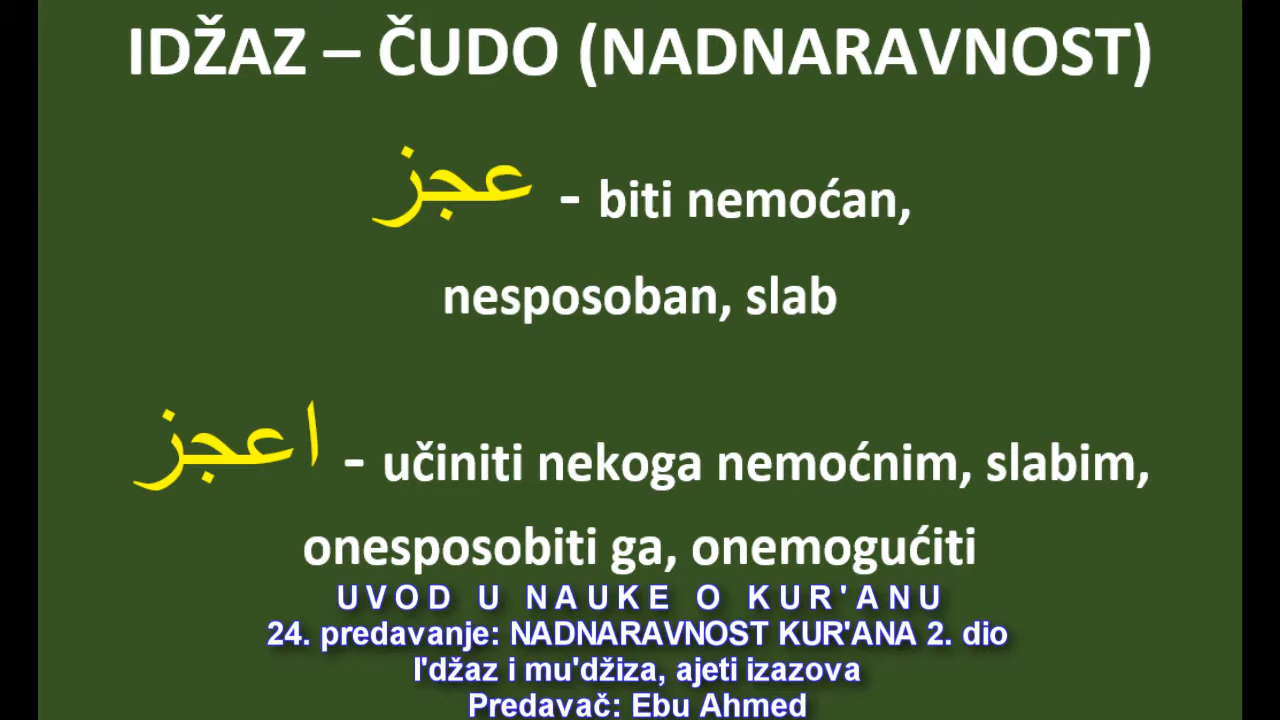 IDŽAZ – ČUDO (NADNARAVNOST)
عجز - biti nemoćan,
nesposoban, slab
اعجز - učiniti nekoga nemoćnim, slabim,
onesposobiti ga, onemogućiti
UVOD U NAUKE O KUR'ANU
24. predavanje: NADNARAVNOST KUR'ANA 2. dio
I'džaz i mu'džiza, ajeti izazova
Predavač: Ebu Ahmed